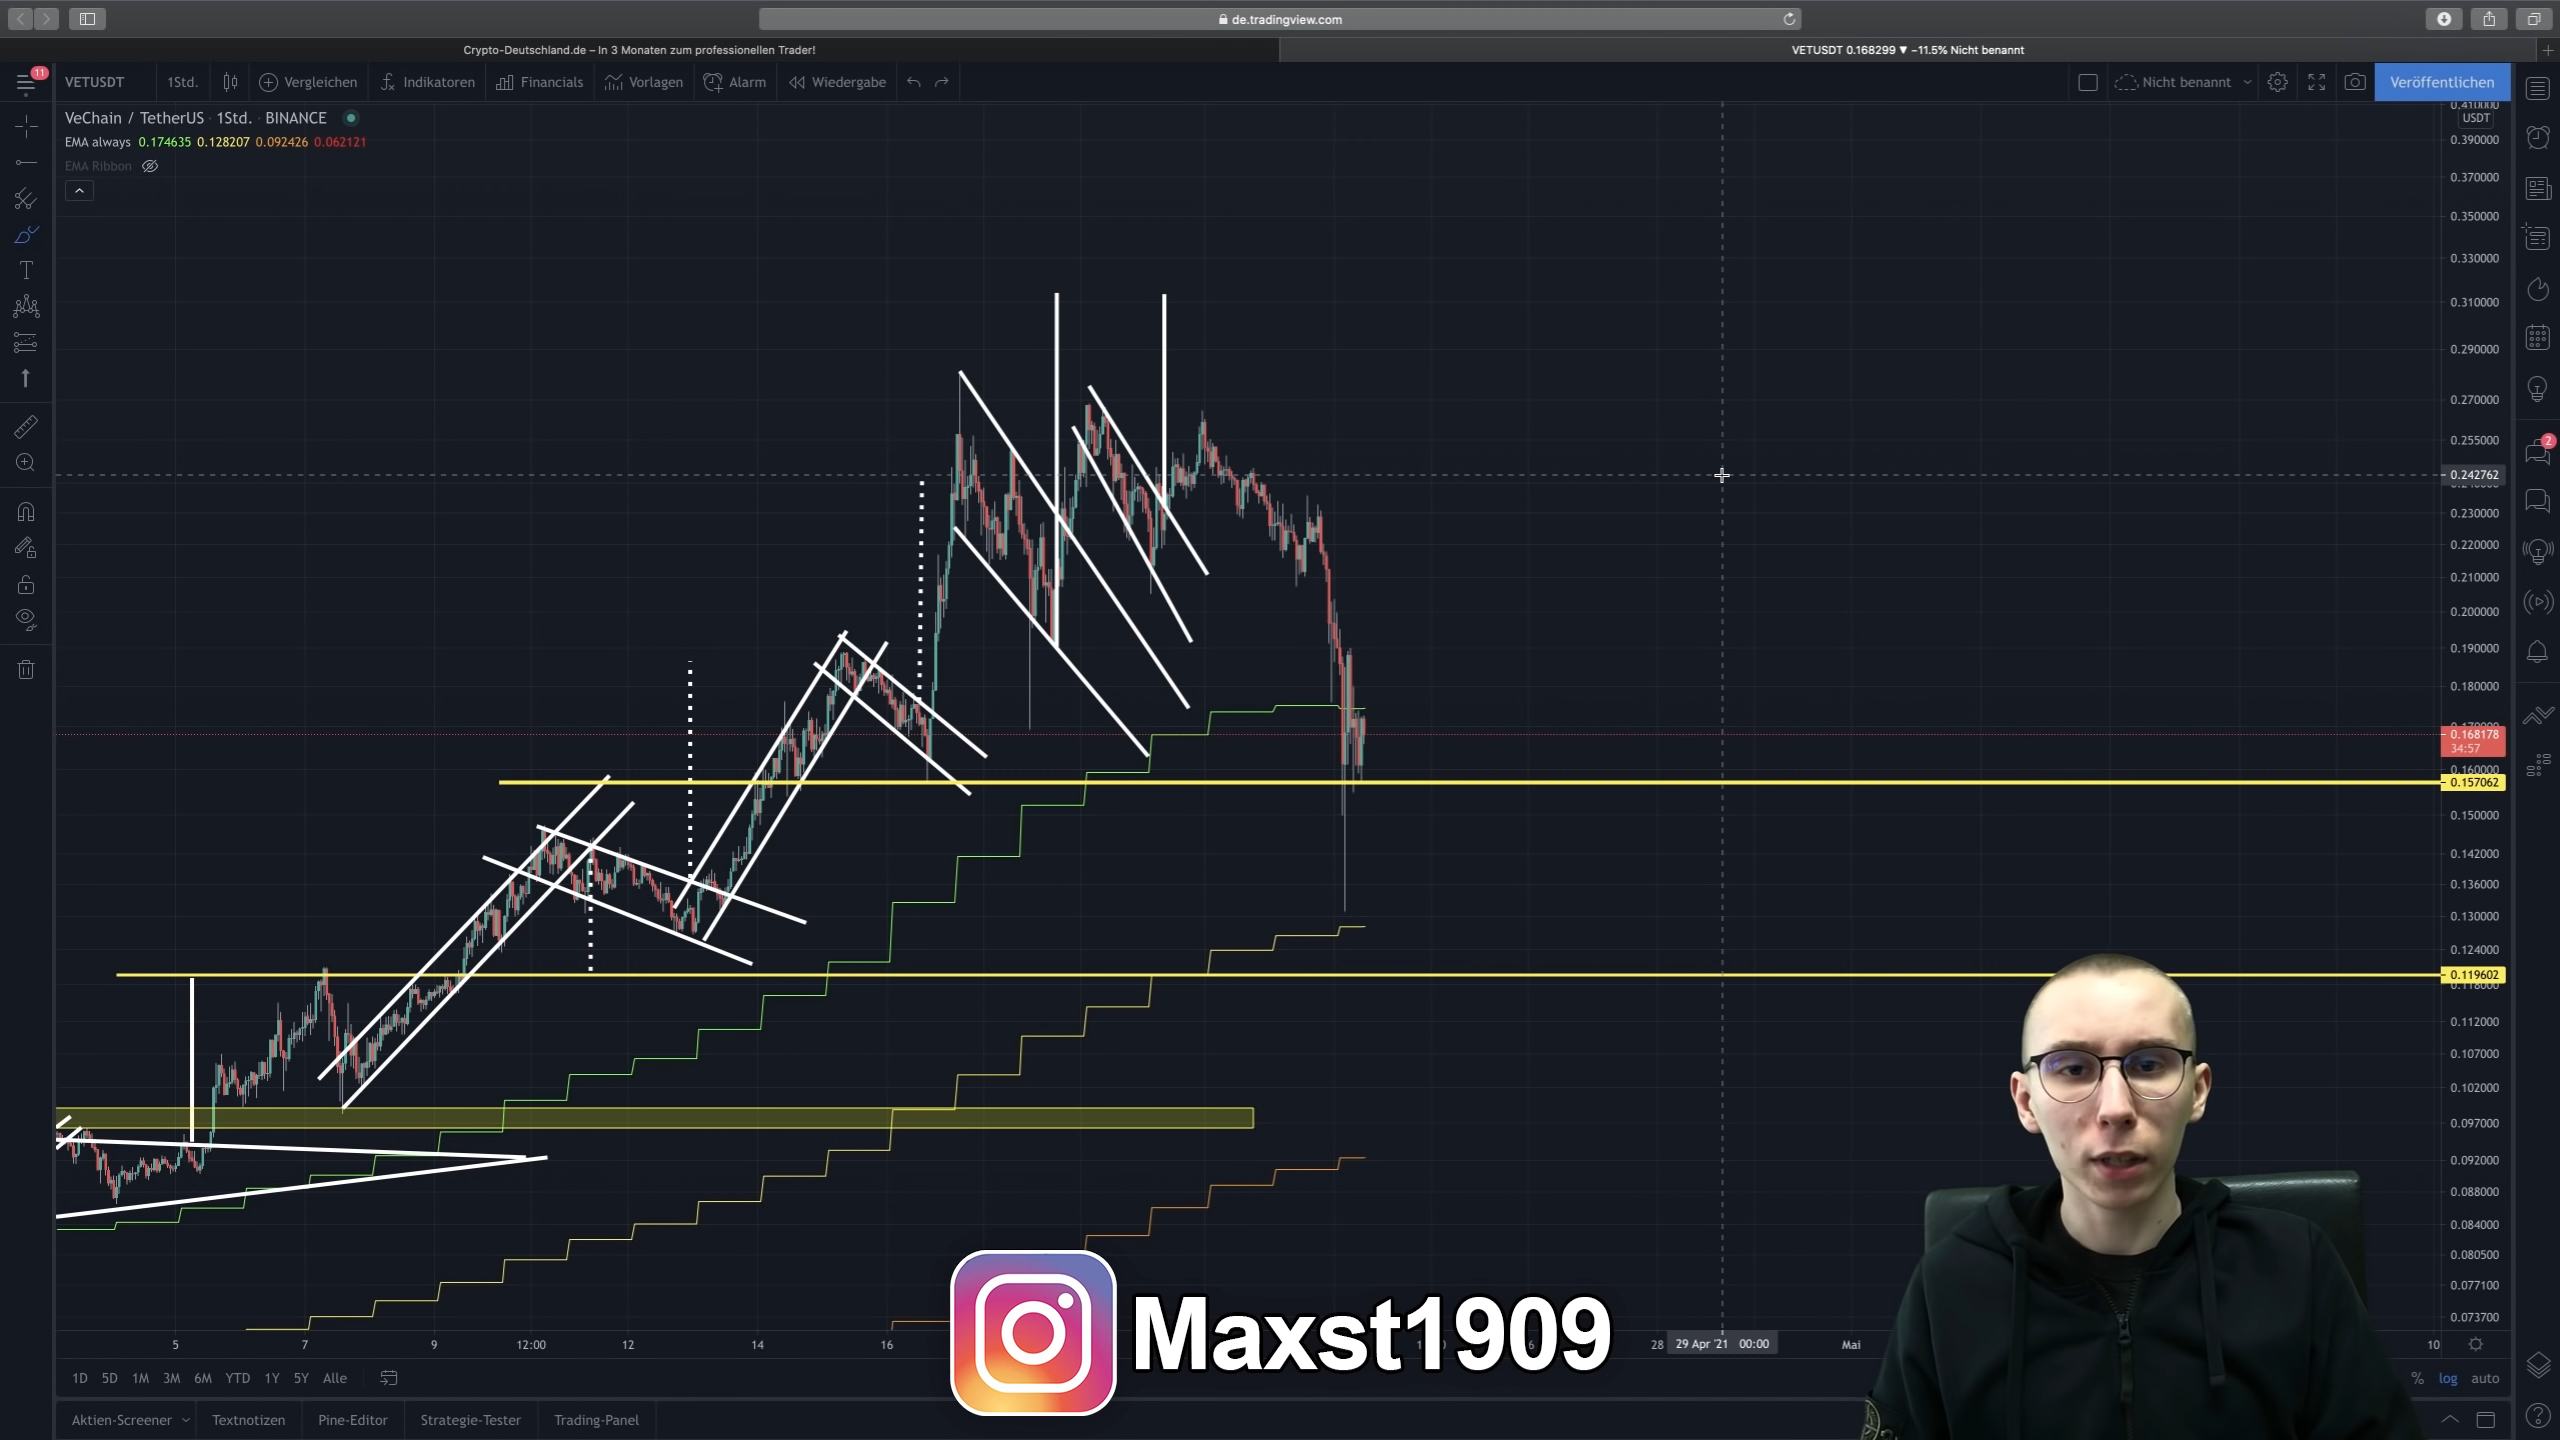 de.tradingview.com
Crypto-Deutschland.de – In 3 Monaten zum professionellen Trader!
VETUSDT 0.168299 ▼ −11.5% Nicht benannt
11
VETUSDT
1Std.
Vergleichen
Indikatoren
Financials
Vorlagen
Alarm
Wiedergabe
Nicht benannt
Veröffentlichen
VeChain / TetherUS · 1Std. · BINANCE
EMA always 0.174635 0.128207 0.092426 0.062121
EMA Ribbon
0.410000
USDT
0.390000
0.370000
0.350000
0.330000
0.310000
0.290000
0.270000
0.255000
2
0.242762
0.230000
0.220000
0.210000
0.200000
0.190000
0.180000
0.168178
34:57
0.160000
0.157062
0.150000
0.142000
0.136000
0.130000
0.124000
0.119602
0.118000
0.112000
0.107000
0.102000
0.097000
0.092000
0.088000
0.084000
0.080500
0.077100
0.073700
Maxst1909
5
7
9
12:00
12
14
16
28
29 Apr '21 00:00
Mai
10
1D
5D
1M
3M
6M
YTD
1Y
5Y
Alle
%
log
auto
Aktien-Screener
Textnotizen
Pine-Editor
Strategie-Tester
Trading-Panel